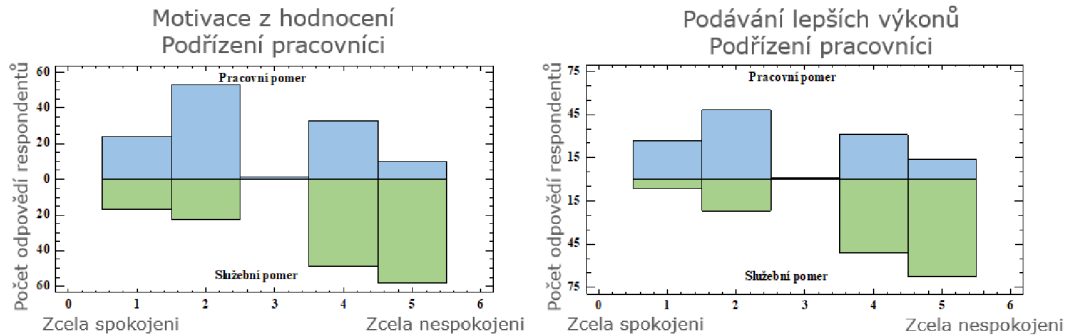 Motivace z hodnocení
Podřízení pracovníci
Počet odpovědí respondentů
60
40
20
0
20
40
60
Pracovní pomer
Služební pomer
0 1 2 3 4 5 6
Zcela spokojeni
Zcela nespokojeni
Podávání lepších výkonů
Podřízení pracovníci
Počet odpovědí respondentů
75
45
15
15
45
75
Pracovní pomer
Služební pomer
0 1 2 3 4 5 6
Zcela spokojeni
Zcela nespokojeni